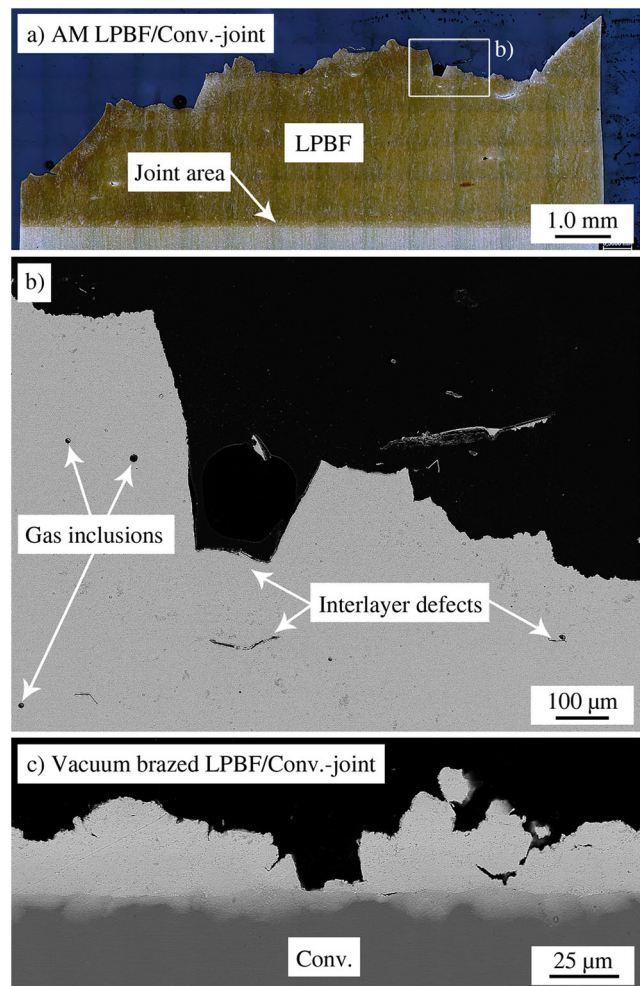 a) AM LPBF/Conv.-joint
b)
LPBF
Joint area
1.0 mm
b)
Gas inclusions
Interlayer defects
100 µm
c) Vacuum brazed LPBF/Conv.-joint
Conv.
25 µm